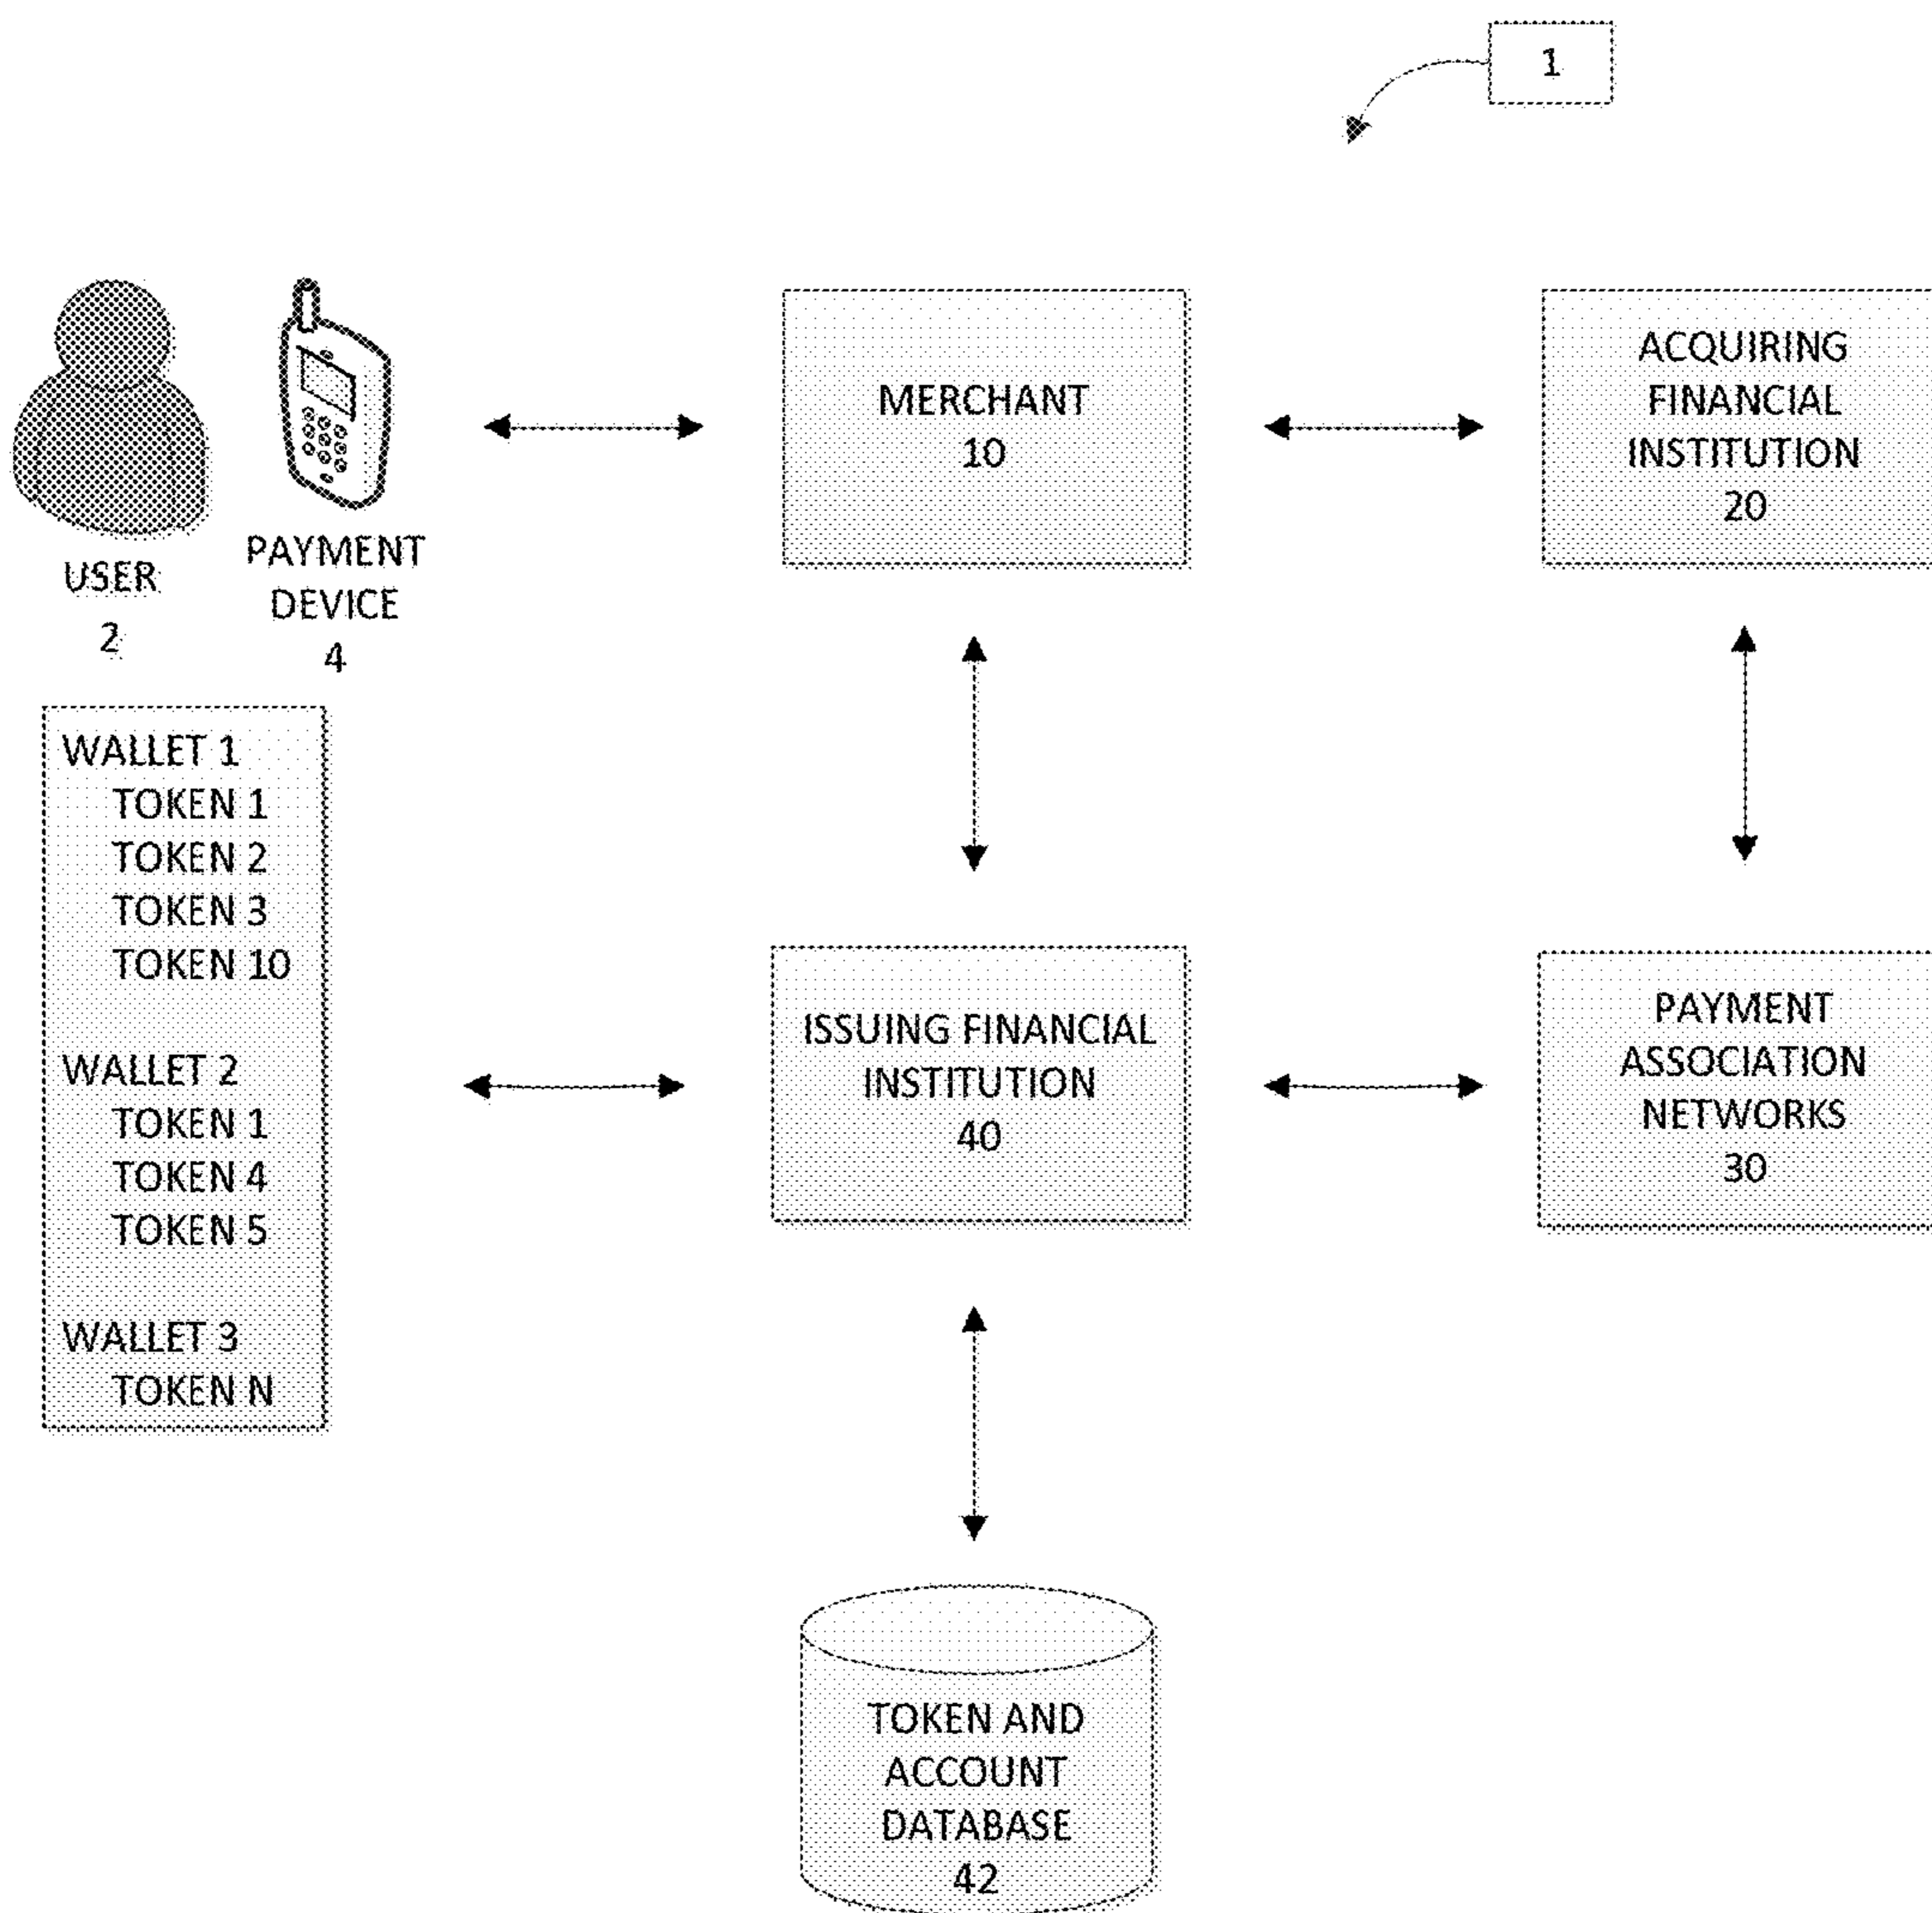 1
USER
2
PAYMENT
DEVICE
4
MERCHANT
10
ACQUIRING
FINANCIAL
INSTITUTION
20
WALLET 1
TOKEN 1
TOKEN 2
TOKEN 3
TOKEN 10
WALLET 2
TOKEN 1
TOKEN 4
TOKEN 5
WALLET 3
TOKEN N
ISSUING FINANCIAL
INSTITUTION
40
PAYMENT
ASSOCIATION
NETWORKS
30
TOKEN AND
ACCOUNT
DATABASE
42